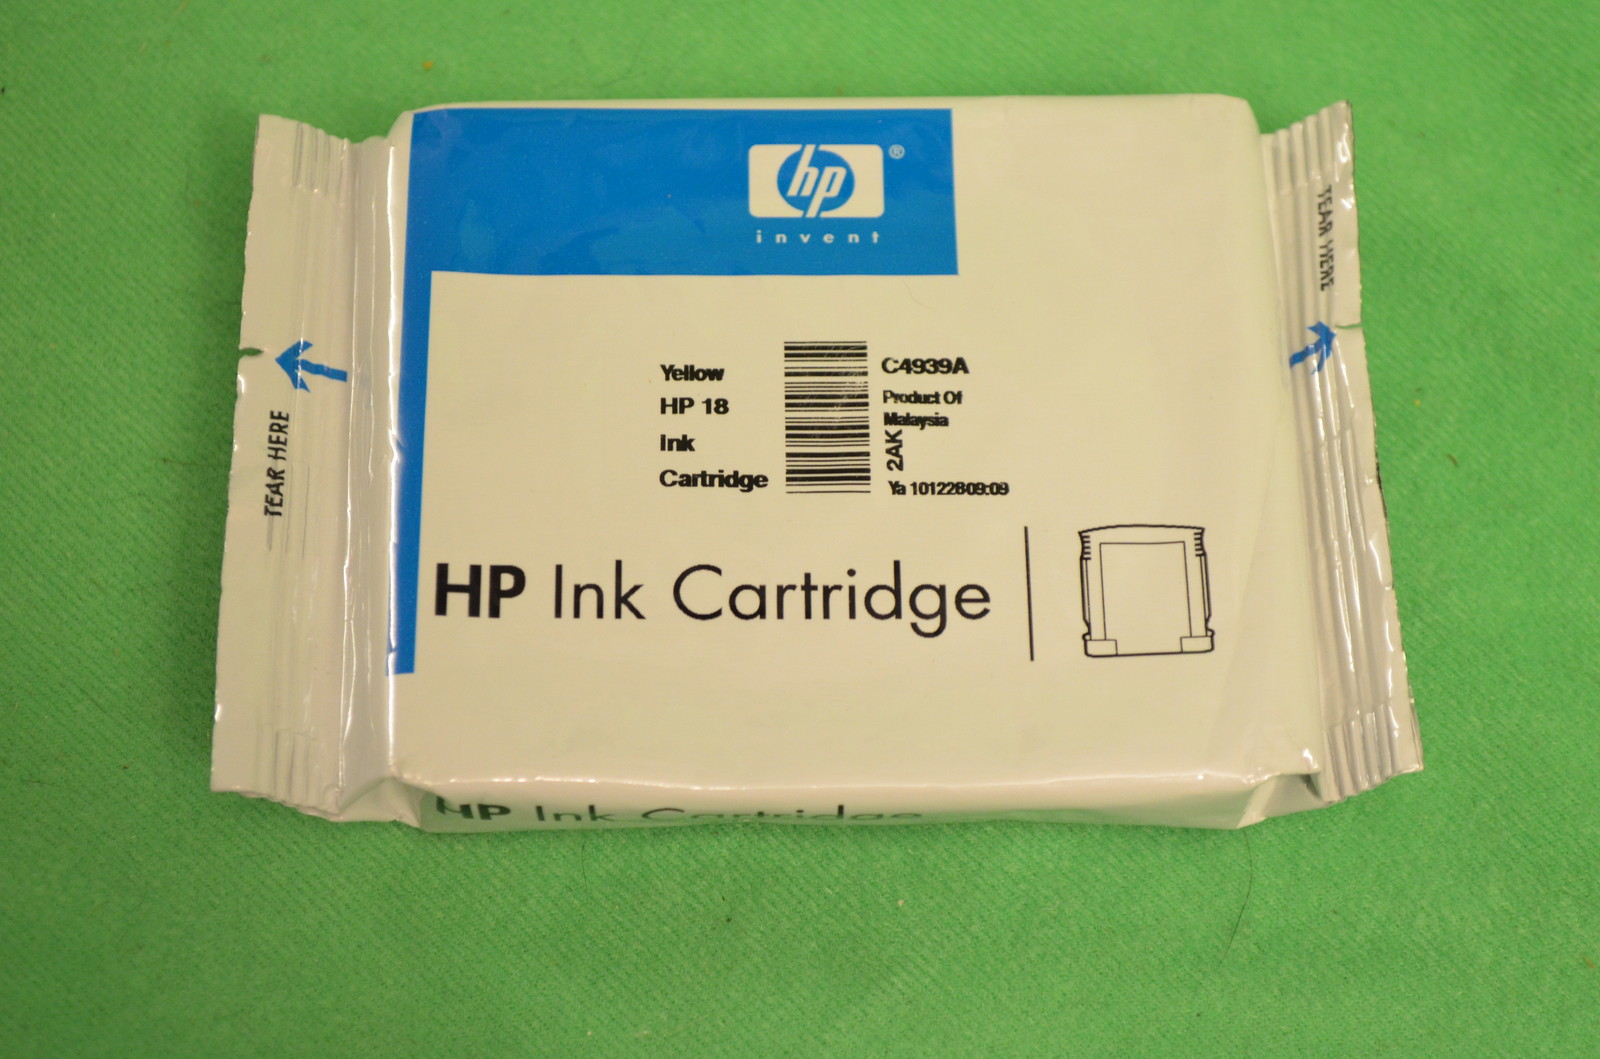 hp
®
invent
TEAR HERE
TEAR HERE
Yellow
HP 18
Ink
Cartridge
C4939A
Product Of
Malaysia
2AK
Ya 10122809:09
HP Ink Cartridge
HP Ink Cartridge